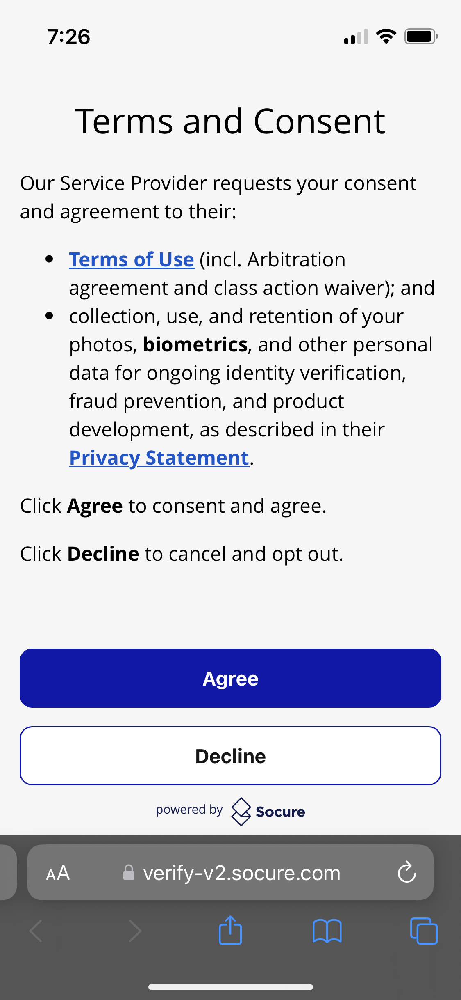 7:26
Terms and Consent
Our Service Provider requests your consent
and agreement to their:
• Terms of Use (incl. Arbitration
agreement and class action waiver); and
• collection, use, and retention of your
photos, biometrics, and other personal
data for ongoing identity verification,
fraud prevention, and product
development, as described in their
Privacy Statement.
Click Agree to consent and agree.
Click Decline to cancel and opt out.
Agree
Decline
powered by Socure
AA verify-v2.socure.com